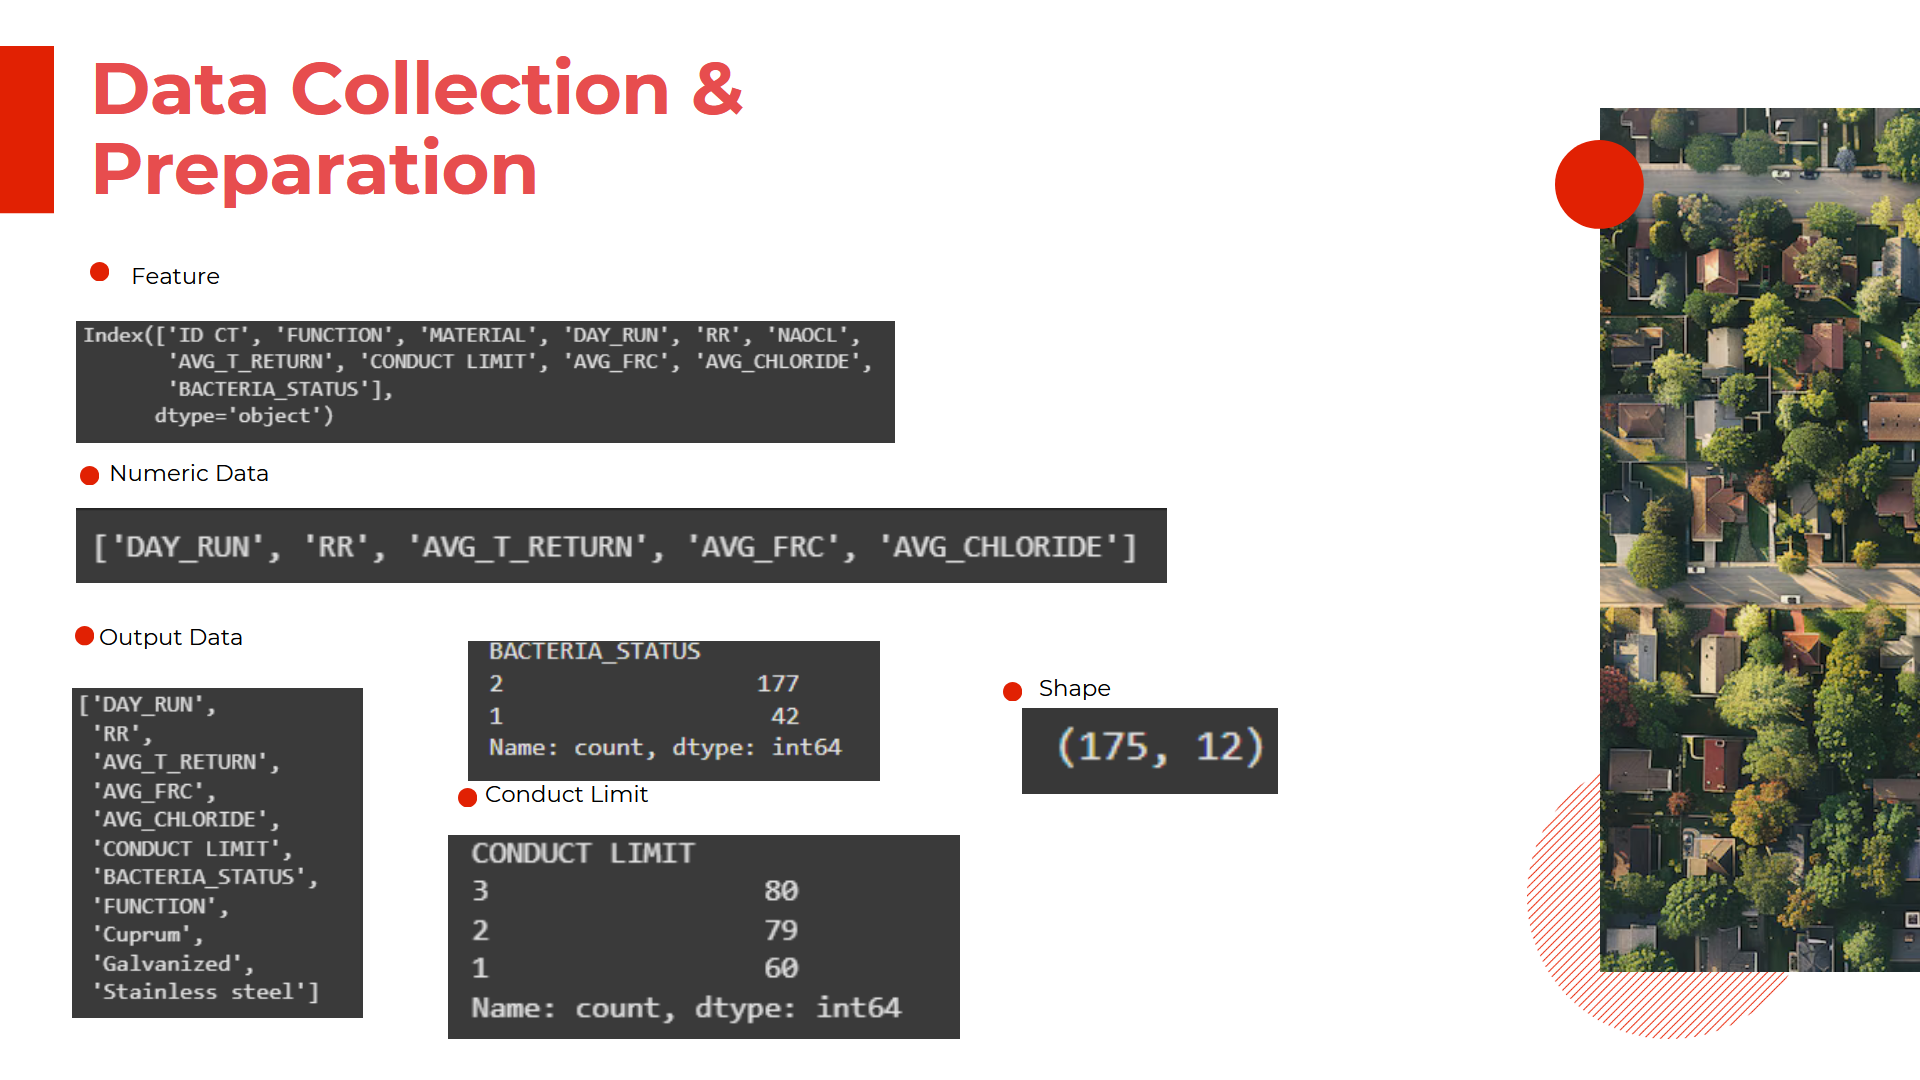 Data Collection &
Preparation
Feature
Index(['ID CT', 'FUNCTION', 'MATERIAL', 'DAY_RUN', 'RR', 'NAOCL',
'AVG_T_RETURN', 'CONDUCT LIMIT', 'AVG_FRC', 'AVG_CHLORIDE',
'BACTERIA_STATUS'],
dtype='object')
Numeric Data
['DAY_RUN', 'RR', 'AVG_T_RETURN', 'AVG_FRC', 'AVG_CHLORIDE']
Output Data
['DAY_RUN',
'RR',
'AVG_T_RETURN',
'AVG_FRC',
'AVG_CHLORIDE',
'CONDUCT LIMIT',
'BACTERIA_STATUS',
'FUNCTION',
'Cuprum',
'Galvanized',
'Stainless steel']
BACTERIA_STATUS
2 177
1 42
Name: count, dtype: int64
Conduct Limit
CONDUCT LIMIT
3 80
2 79
1 60
Name: count, dtype: int64
Shape
(175, 12)